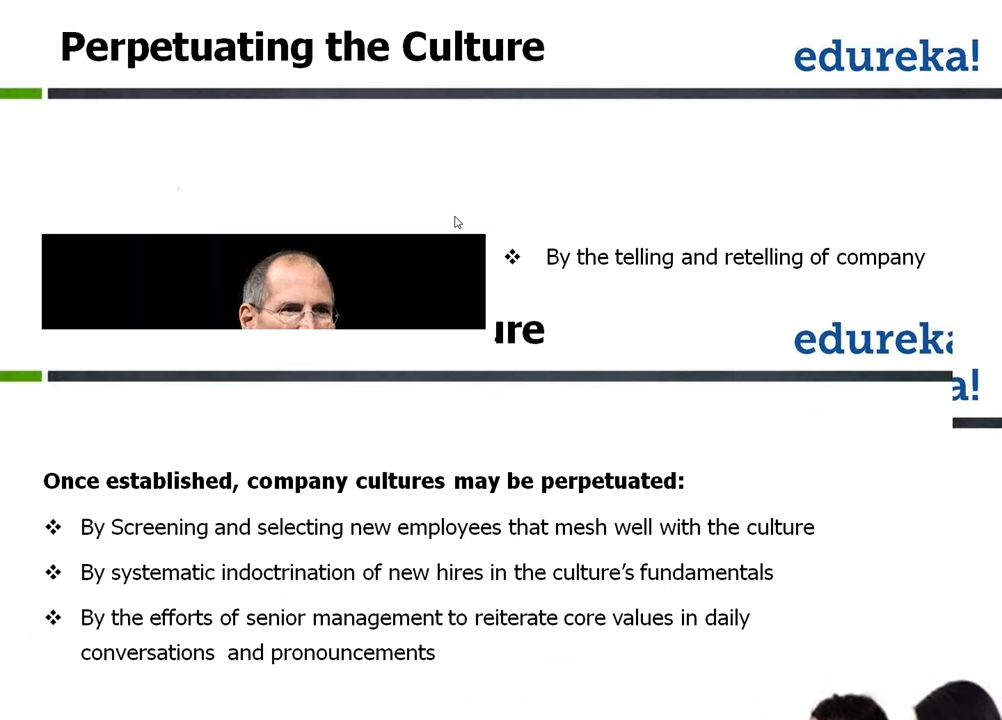 Perpetuating the Culture
edureka!
❖ By the telling and retelling of company
ure
edureka
a!
Once established, company cultures may be perpetuated:
❖ By Screening and selecting new employees that mesh well with the culture
❖ By systematic indoctrination of new hires in the culture’s fundamentals
❖ By the efforts of senior management to reiterate core values in daily
conversations and pronouncements